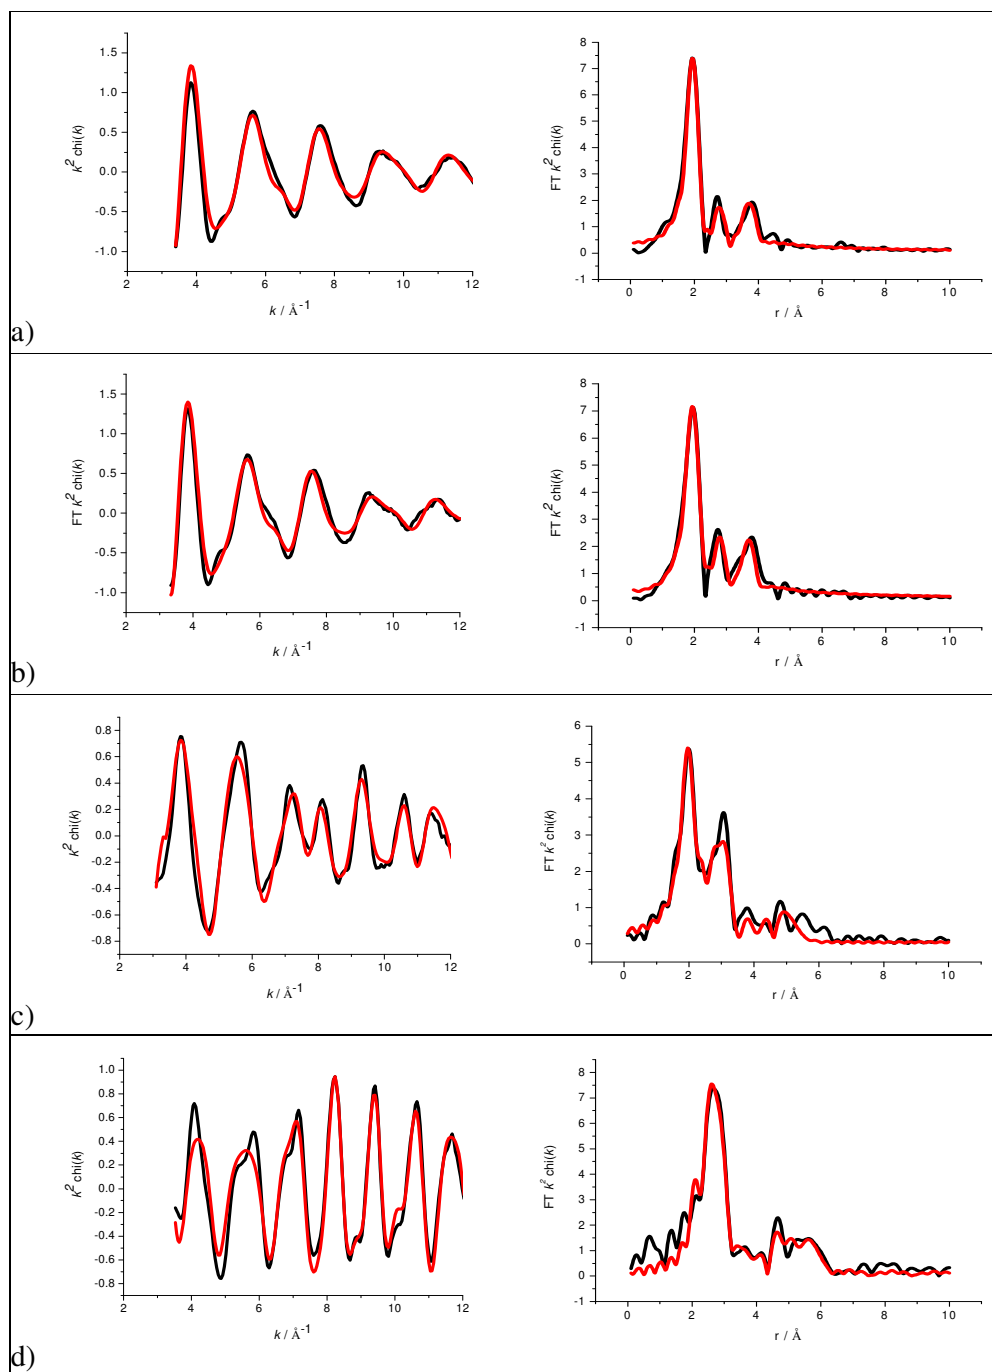 1.5
1.0
0.5
0.0
-0.5
-1.0
k² chi(k)
2 4 6 8 10 12
k / Å⁻¹
8
7
6
5
4
3
2
1
0
-1
FT k² chi(k)
0 2 4 6 8 10
r / Å
a)
1.5
1.0
0.5
0.0
-0.5
-1.0
FT k² chi(k)
2 4 6 8 10 12
k / Å⁻¹
8
7
6
5
4
3
2
1
0
-1
FT k² chi(k)
0 2 4 6 8 10
r / Å
b)
0.8
0.6
0.4
0.2
0.0
-0.2
-0.4
-0.6
-0.8
k² chi(k)
2 4 6 8 10 12
k / Å⁻¹
6
5
4
3
2
1
0
FT k² chi(k)
0 2 4 6 8 10
r / Å
c)
1.0
0.8
0.6
0.4
0.2
0.0
-0.2
-0.4
-0.6
-0.8
k² chi(k)
2 4 6 8 10 12
k / Å⁻¹
8
7
6
5
4
3
2
1
0
-1
FT k² chi(k)
0 2 4 6 8 10
r / Å
d)